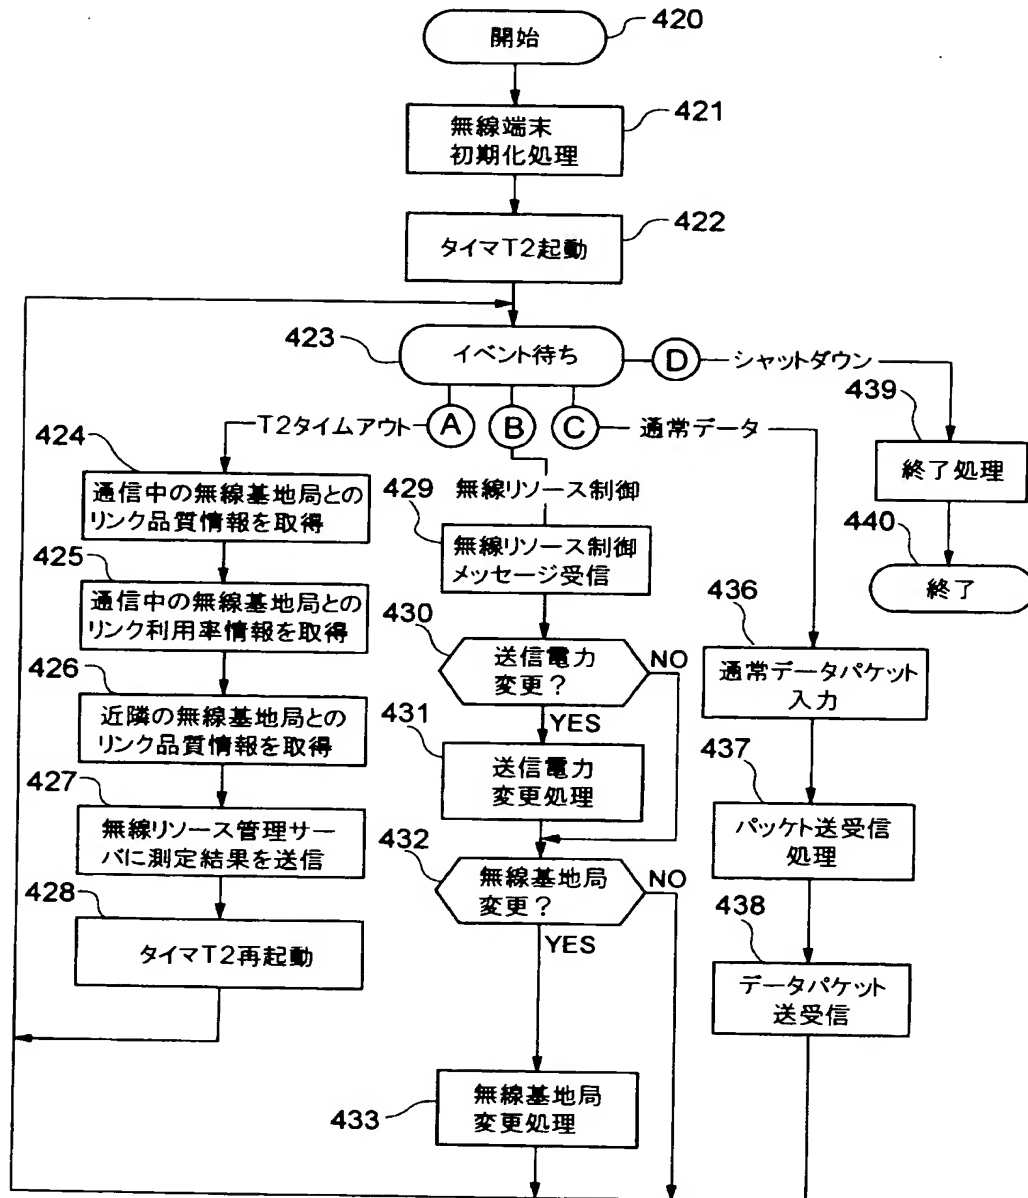 開始
420
無線端末
初期化処理
421
タイマT2起動
422
423
イベント待ち
D
シャットダウン
439
終了処理
440
終了
A
B
C
T2タイムアウト
通常データ
424
通信中の無線基地局との
リンク品質情報を取得
425
通信中の無線基地局との
リンク利用率情報を取得
426
近隣の無線基地局との
リンク品質情報を取得
427
無線リソース管理サー
バに測定結果を送信
428
タイマT2再起動
無線リソース制御
429
無線リソース制御
メッセージ受信
430
送信電力
変更?
NO
YES
431
送信電力
変更処理
432
無線基地局
変更?
NO
YES
433
無線基地局
変更処理
436
通常データパケット
入力
437
パッケト送受信
処理
438
データパケット
送受信